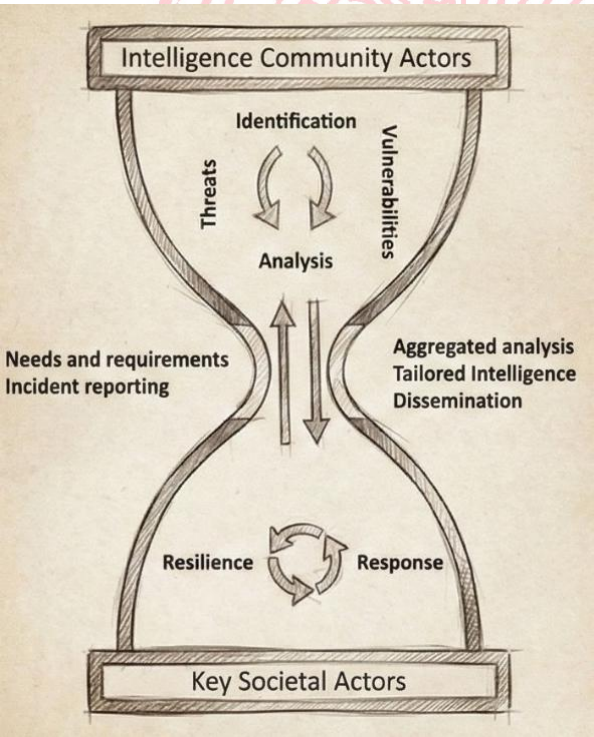 Intelligence Community Actors
Identification
Threats
Vulnerabilities
Analysis
Needs and requirements
Incident reporting
Aggregated analysis
Tailored Intelligence
Dissemination
Resilience
Response
Key Societal Actors